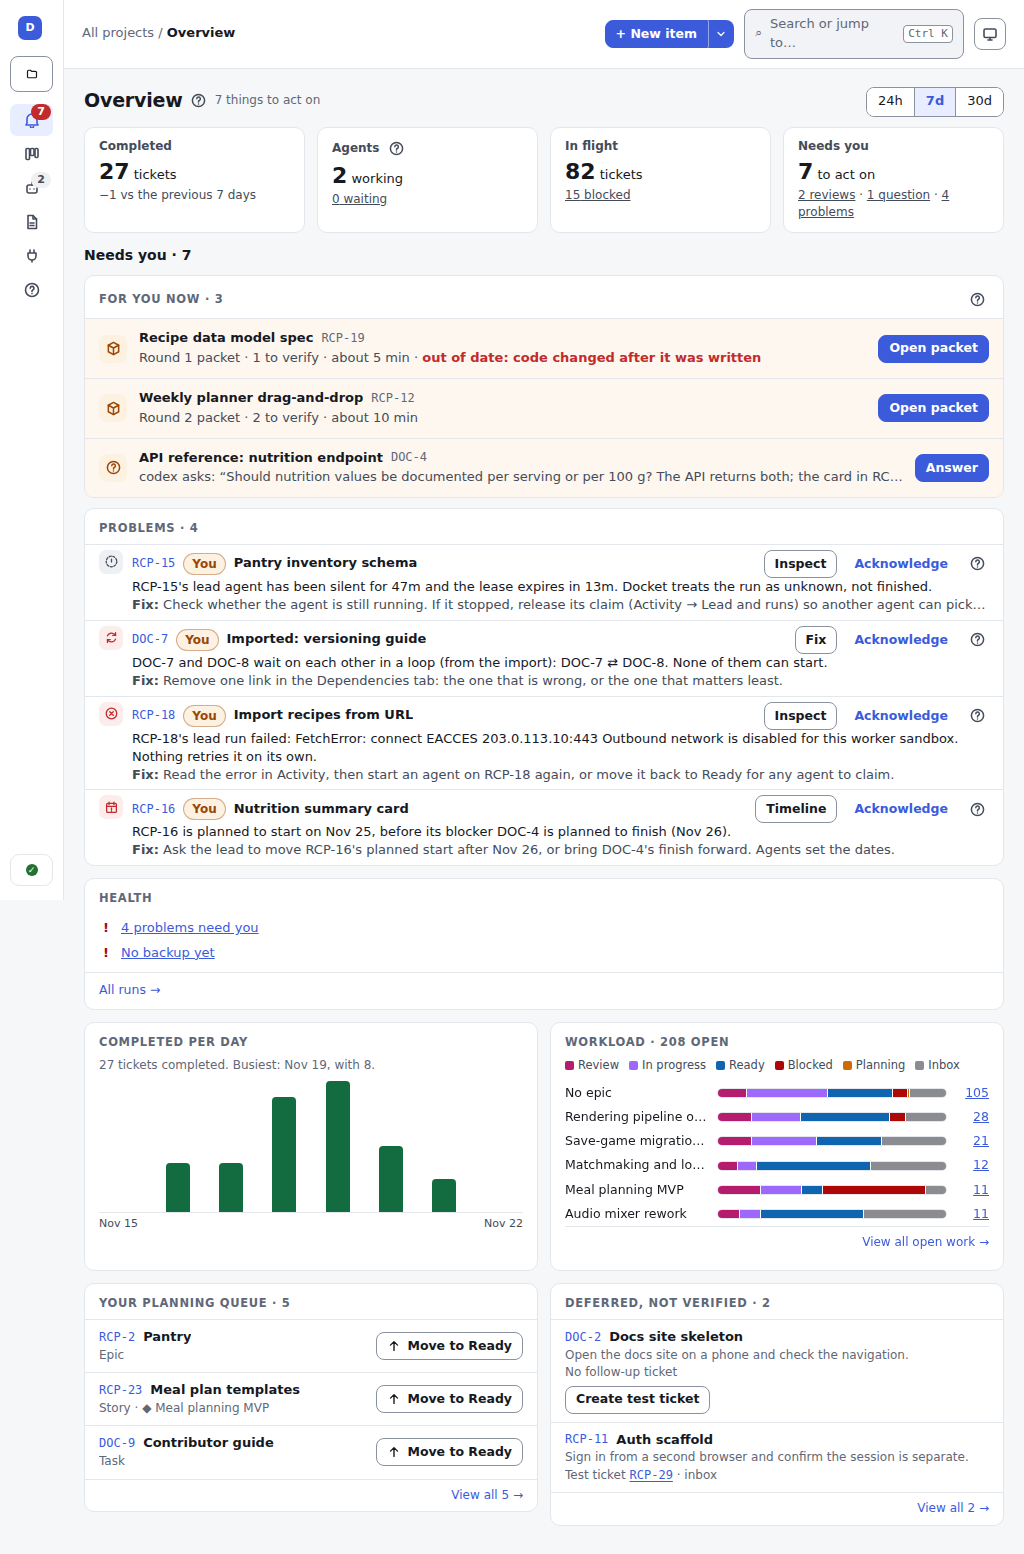 D
All projects / Overview
+ New item
Search or jump to…
Ctrl K
7
2
Overview
7 things to act on
24h 7d 30d
Completed
27 tickets
−1 vs the previous 7 days
Agents
2 working
0 waiting
In flight
82 tickets
15 blocked
Needs you
7 to act on
2 reviews · 1 question · 4 problems
Needs you · 7
FOR YOU NOW · 3
Recipe data model spec RCP-19
Round 1 packet · 1 to verify · about 5 min · out of date: code changed after it was written
Open packet
Weekly planner drag-and-drop RCP-12
Round 2 packet · 2 to verify · about 10 min
Open packet
API reference: nutrition endpoint DOC-4
codex asks: “Should nutrition values be documented per serving or per 100 g? The API returns both; the card in RC…
Answer
PROBLEMS · 4
RCP-15 You Pantry inventory schema
Inspect Acknowledge
RCP-15's lead agent has been silent for 47m and the lease expires in 13m. Docket treats the run as unknown, not finished.
Fix: Check whether the agent is still running. If it stopped, release its claim (Activity → Lead and runs) so another agent can pick…
DOC-7 You Imported: versioning guide
Fix Acknowledge
DOC-7 and DOC-8 wait on each other in a loop (from the import): DOC-7 ⇄ DOC-8. None of them can start.
Fix: Remove one link in the Dependencies tab: the one that is wrong, or the one that matters least.
RCP-18 You Import recipes from URL
Inspect Acknowledge
RCP-18's lead run failed: FetchError: connect EACCES 203.0.113.10:443 Outbound network is disabled for this worker sandbox.
Nothing retries it on its own.
Fix: Read the error in Activity, then start an agent on RCP-18 again, or move it back to Ready for any agent to claim.
RCP-16 You Nutrition summary card
Timeline Acknowledge
RCP-16 is planned to start on Nov 25, before its blocker DOC-4 is planned to finish (Nov 26).
Fix: Ask the lead to move RCP-16's planned start after Nov 26, or bring DOC-4's finish forward. Agents set the dates.
HEALTH
! 4 problems need you
! No backup yet
All runs →
COMPLETED PER DAY
27 tickets completed. Busiest: Nov 19, with 8.
Nov 15 Nov 22
WORKLOAD · 208 OPEN
Review In progress Ready Blocked Planning Inbox
No epic 105
Rendering pipeline o… 28
Save-game migratio… 21
Matchmaking and lo… 12
Meal planning MVP 11
Audio mixer rework 11
View all open work →
YOUR PLANNING QUEUE · 5
RCP-2 Pantry
Epic
Move to Ready
RCP-23 Meal plan templates
Story · ◆ Meal planning MVP
Move to Ready
DOC-9 Contributor guide
Task
Move to Ready
View all 5 →
DEFERRED, NOT VERIFIED · 2
DOC-2 Docs site skeleton
Open the docs site on a phone and check the navigation.
No follow-up ticket
Create test ticket
RCP-11 Auth scaffold
Sign in from a second browser and confirm the session is separate.
Test ticket RCP-29 · inbox
View all 2 →